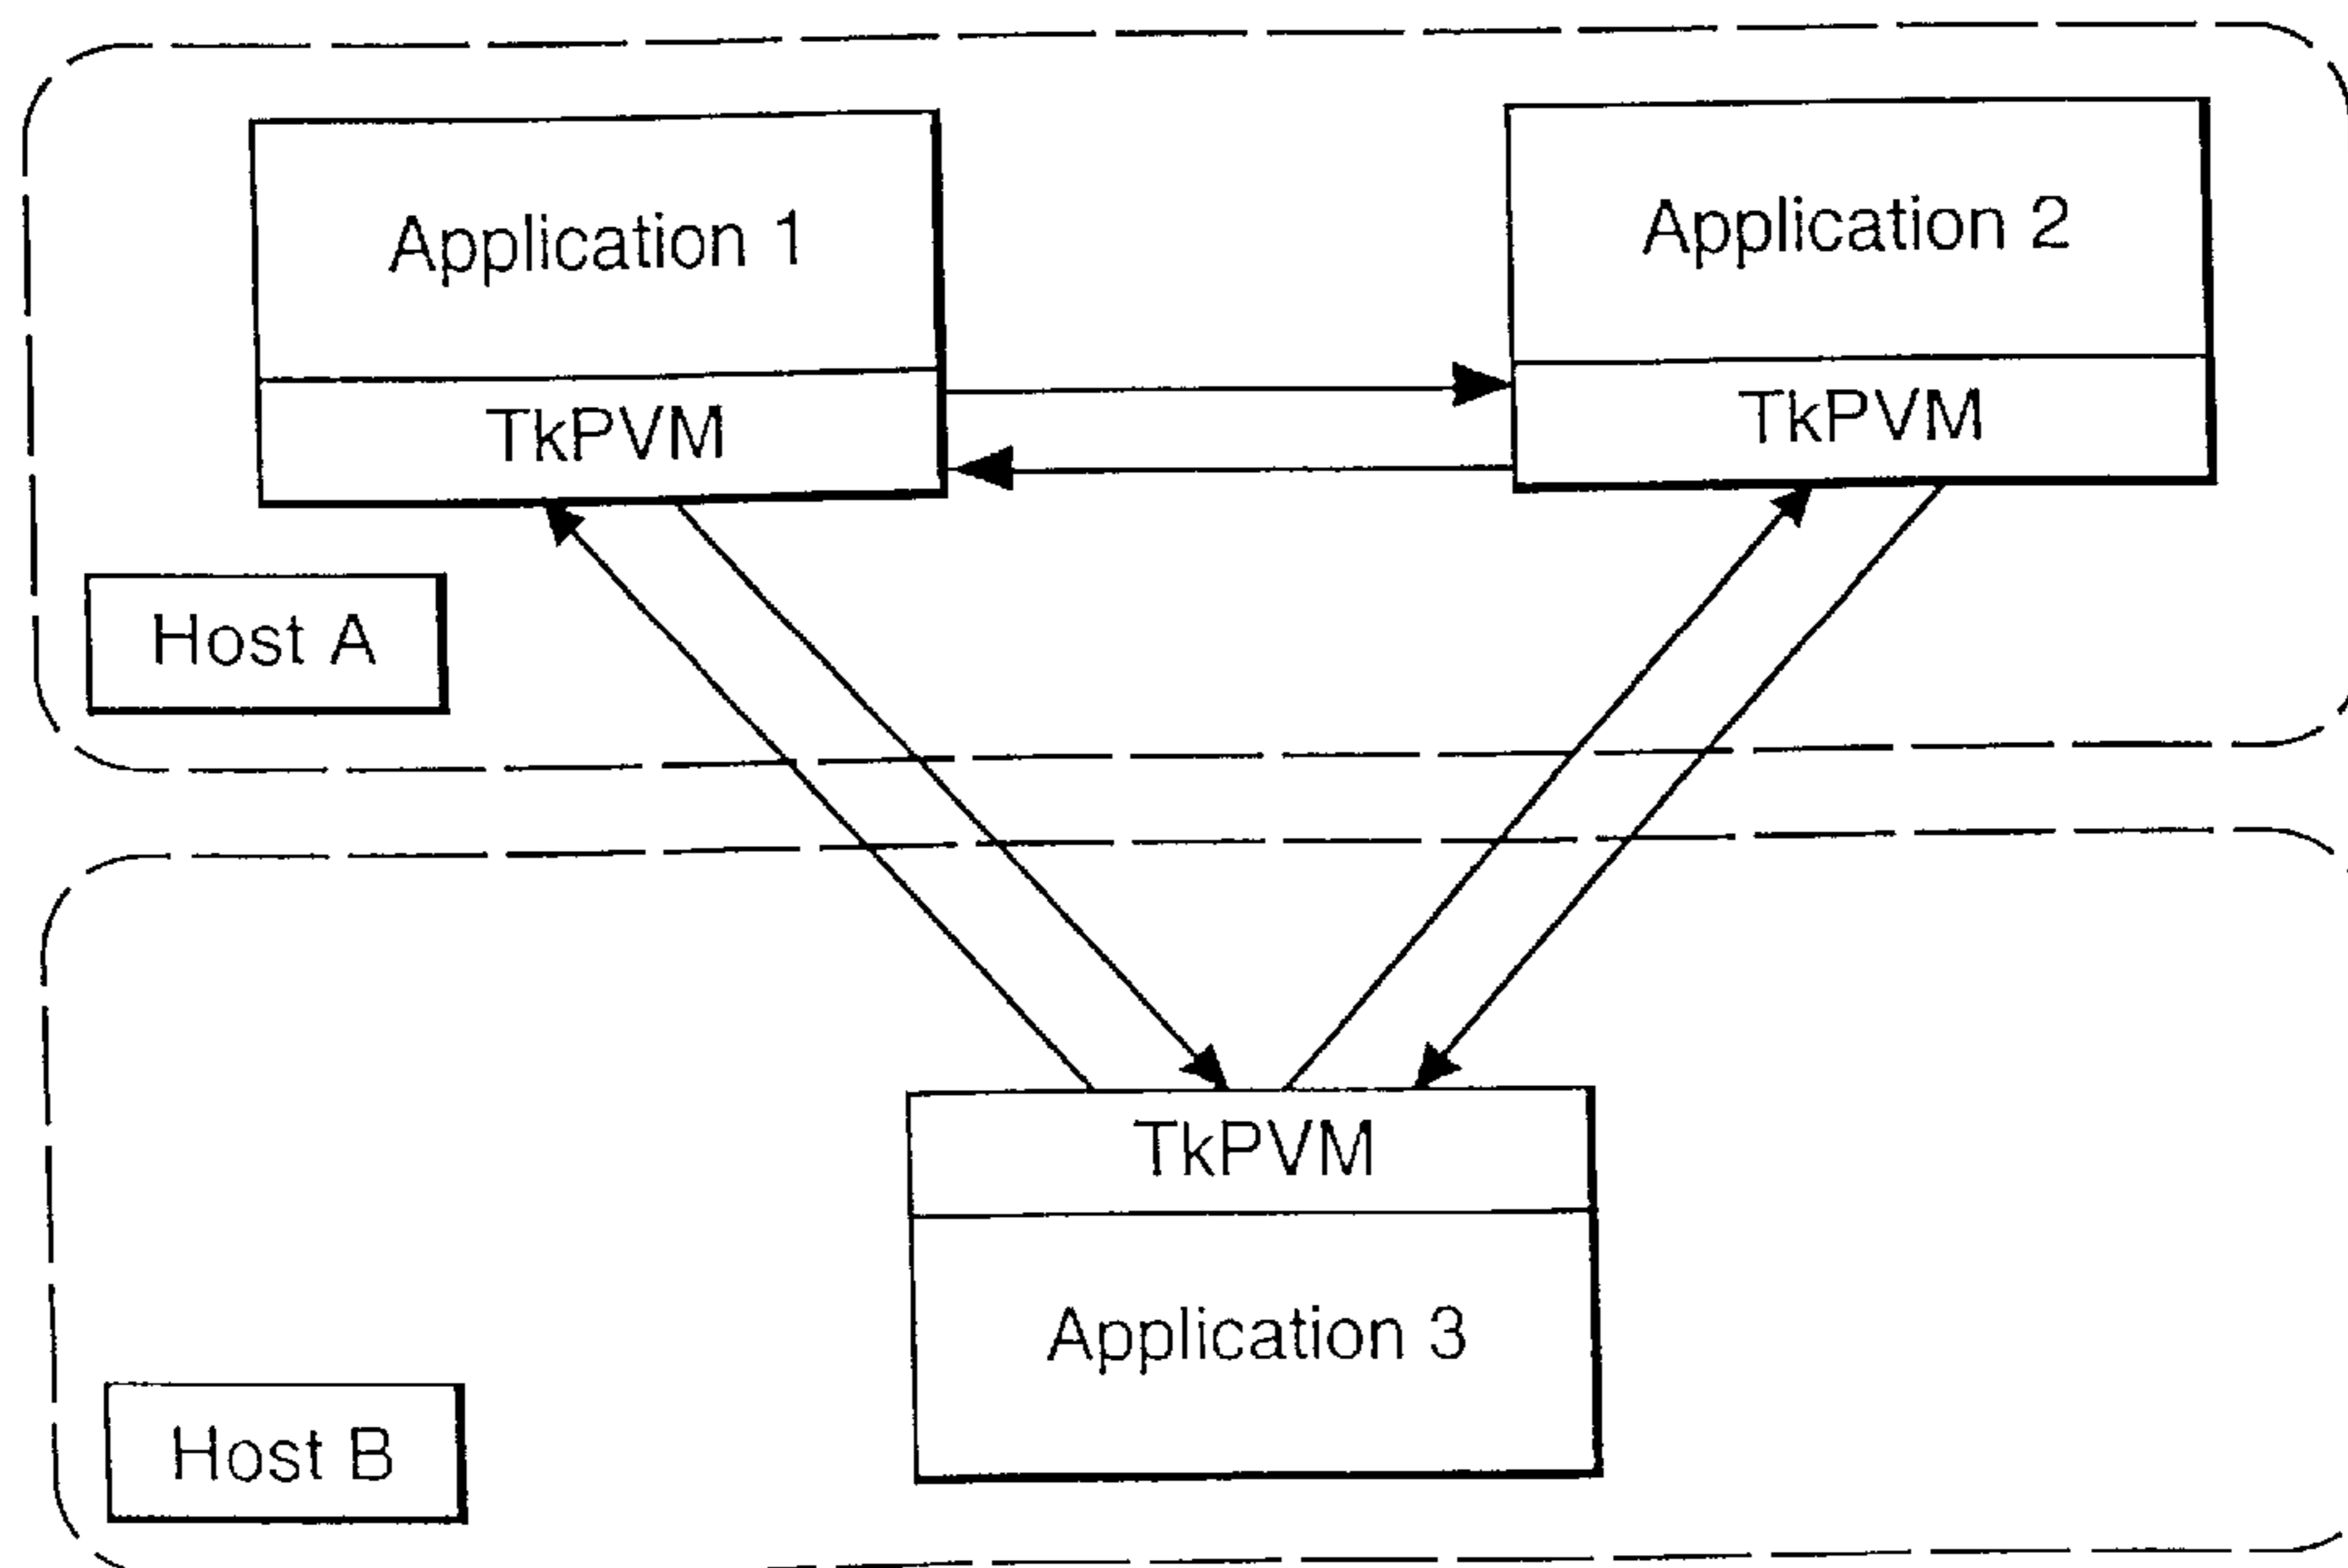 Application 1
Application 2
TkPVM
TkPVM
Host A
TkPVM
Application 3
Host B